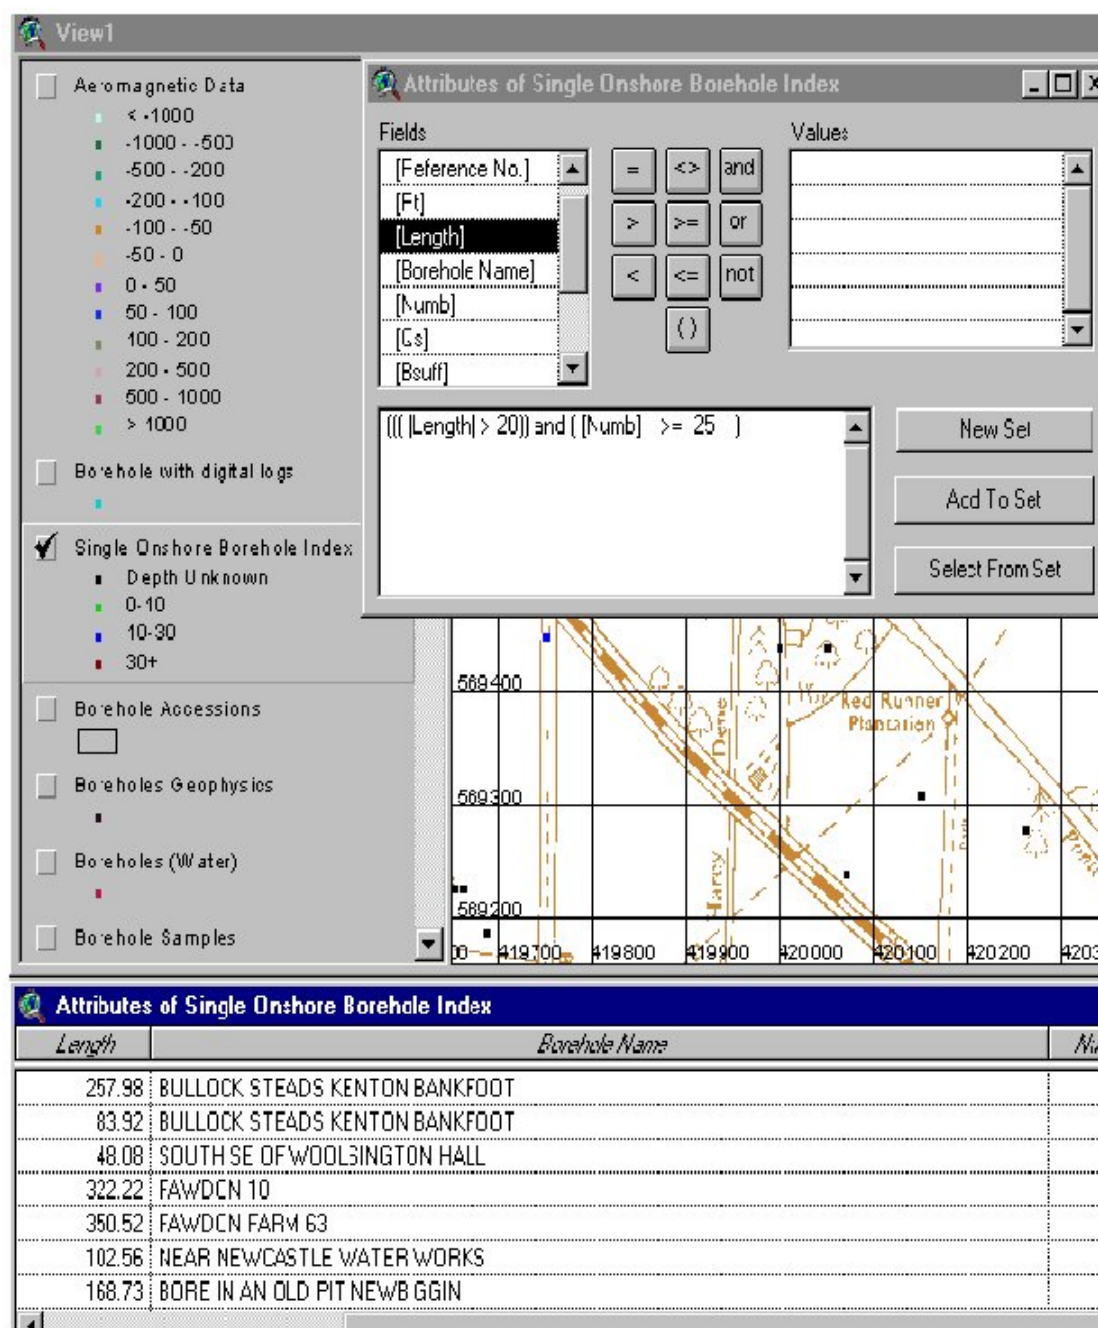 View1
Aeromagnetic Data
< -1000
-1000 - -500
-500 - -200
-200 - -100
-100 - -50
-50 - 0
0 - 50
50 - 100
100 - 200
200 - 500
500 - 1000
> 1000
Borehole with digital logs
Single Onshore Borehole Index
Depth Unknown
0-10
10-30
30+
Borehole Accessions
Boreholes Geophysics
Boreholes (Water)
Borehole Samples
Attributes of Single Onshore Borehole Index
Fields
Values
[Reference No.]
[Ft]
[Length]
[Borehole Name]
[Numb]
[Gs]
[Bsuff]
= <> and
> >= or
< <= not
( )
((( [Length] > 20)) and ( [Numb] >= 25 )
New Set
Add To Set
Select From Set
569400
Red Runner
Plantation
Dene
569300
569200
00 419700 419800 419900 420000 420100 420200 4203
Attributes of Single Onshore Borehole Index
Length Borehole Name Nu
257.98 BULLOCK STEADS KENTON BANKFOOT
83.92 BULLOCK STEADS KENTON BANKFOOT
48.08 SOUTH SE OF WOOLSINGTON HALL
322.22 FAWDON 10
350.52 FAWDON FARM 63
102.56 NEAR NEWCASTLE WATER WORKS
168.73 BORE IN AN OLD PIT NEWBIGGIN